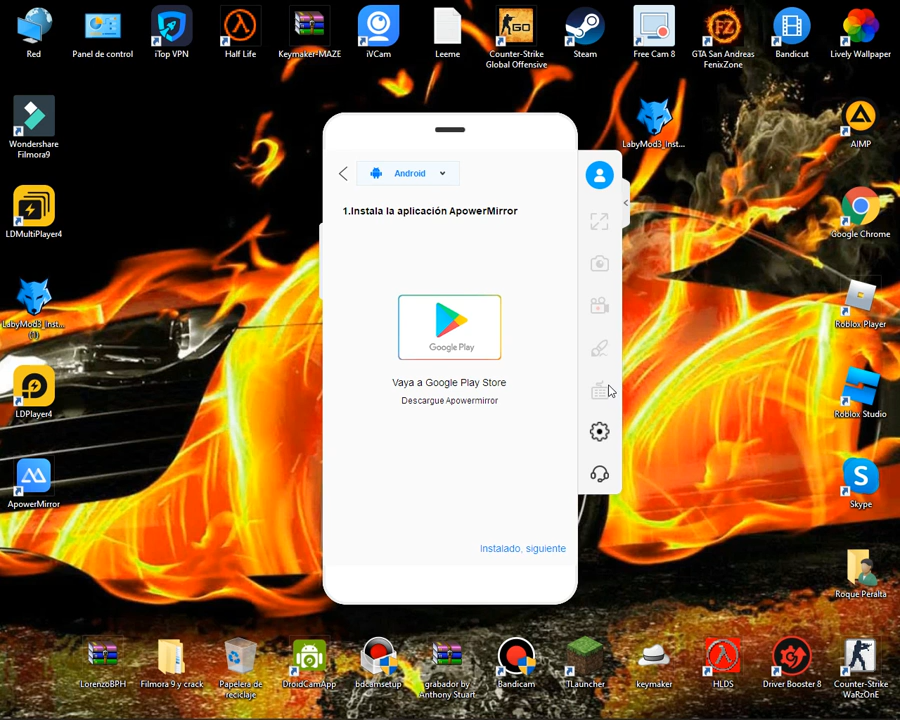 Red
Panel de control
iTop VPN
Half Life
Keymaker-MAZE
iVCam
Leeme
Counter-Strike
Global Offensive
Steam
Free Cam 8
GTA San Andreas
FenixZone
Bandicut
Lively Wallpaper
Wondershare
Filmora9
LabyMod3_Inst...
AIMP
LDMultiPlayer4
Google Chrome
LabyMod3_Inst...
(1)
Roblox Player
LDPlayer4
Roblox Studio
ApowerMirror
Skype
Roque Peralta
Android
1.Instala la aplicación ApowerMirror
Google Play
Vaya a Google Play Store
Descargue Apowermirror
Instalado, siguiente
LorenzoBPH
Filmora 9 y crack
Papelera de
reciclaje
DroidCamApp
bdcamsetup
grabador by
Anthony Stuart
Bandicam
TLauncher
keymaker
HLDS
Driver Booster 8
Counter-Strike
WaRzOnE